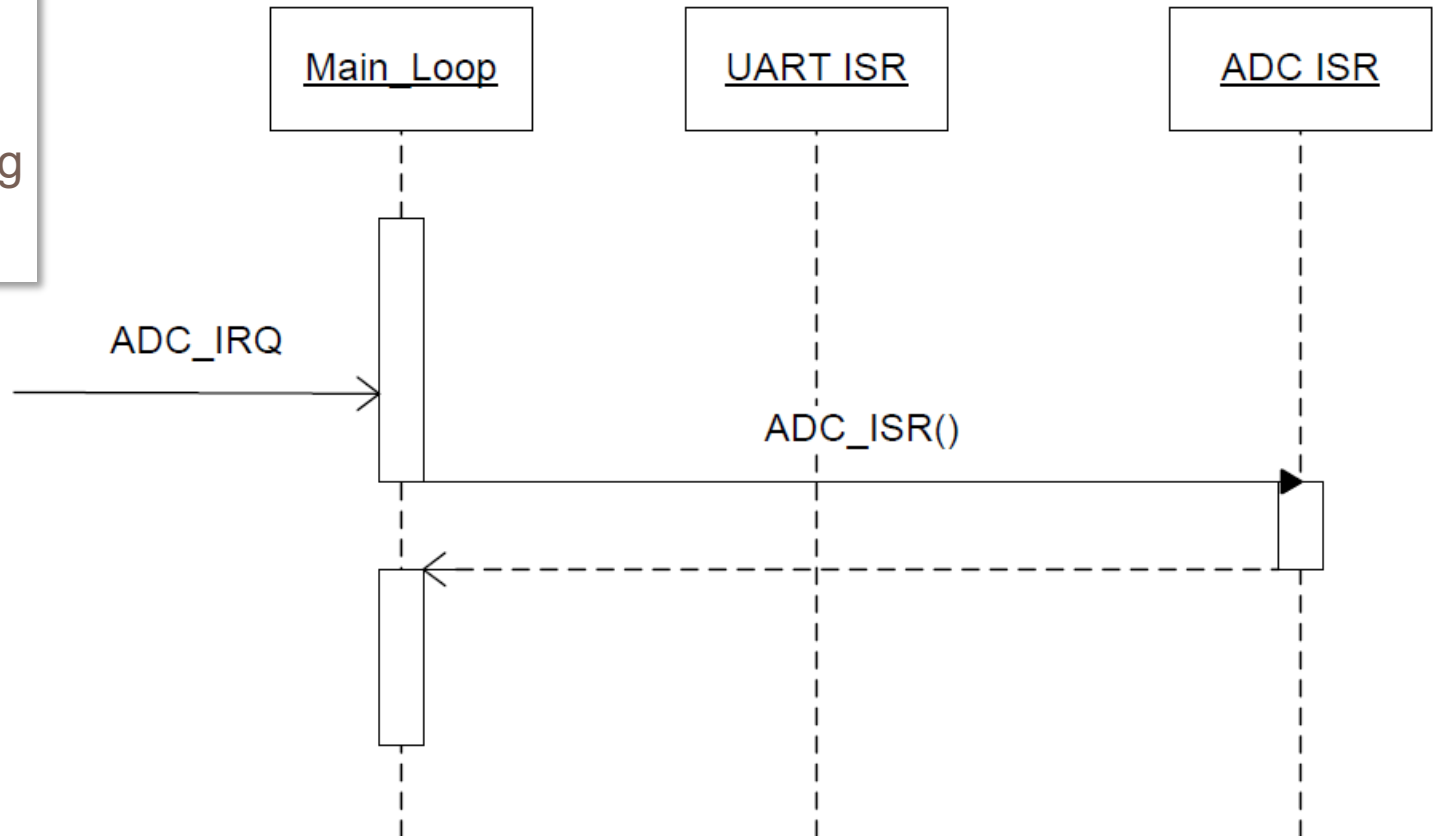 Main_Loop
UART ISR
ADC ISR
g
ADC_IRQ
ADC_ISR()